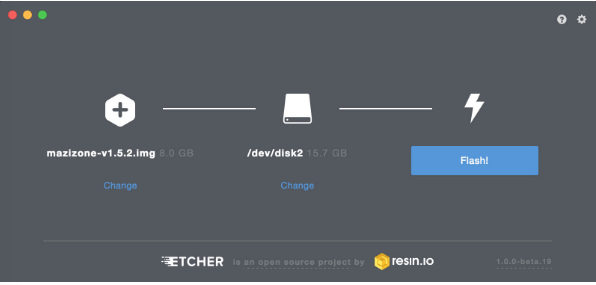 mazizone-v1.5.2.img 8,0 GB
/dev/disk2 15,7 GB
Flash!
Change
Change
ETCHER is an open source project by resin.io
1.0.0-beta.19